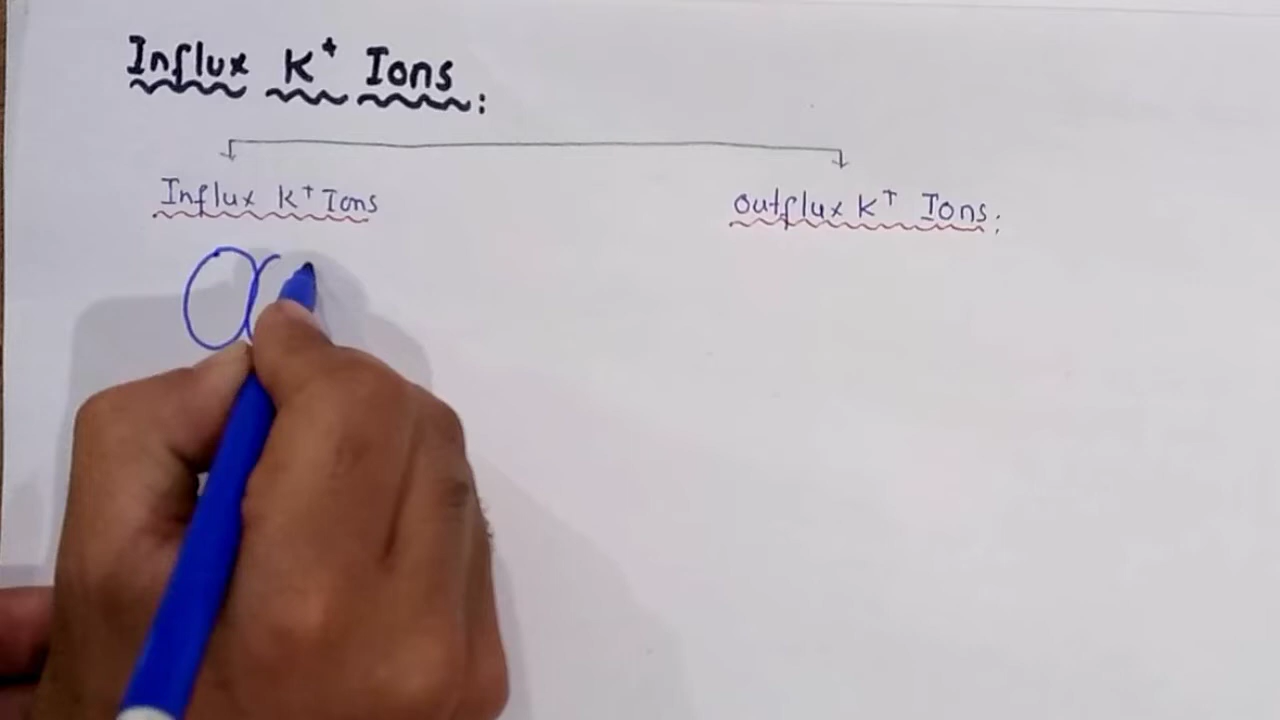 Influx K⁺ Ions:
Influx K⁺ Ions
outflux K⁺ Ions: